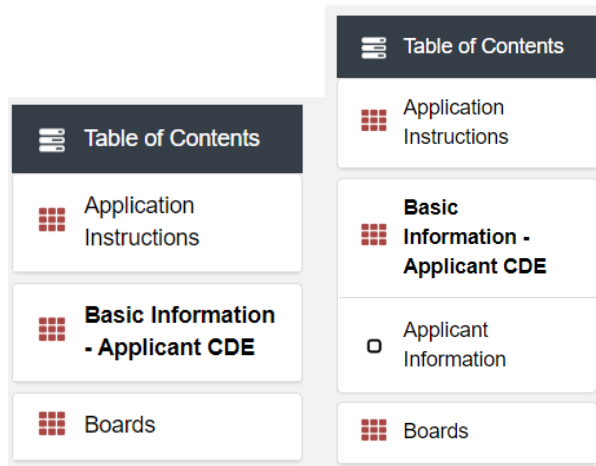 Table of Contents
Application
Instructions
Basic Information
- Applicant CDE
Boards
Table of Contents
Application
Instructions
Basic
Information -
Applicant CDE
Applicant
Information
Boards